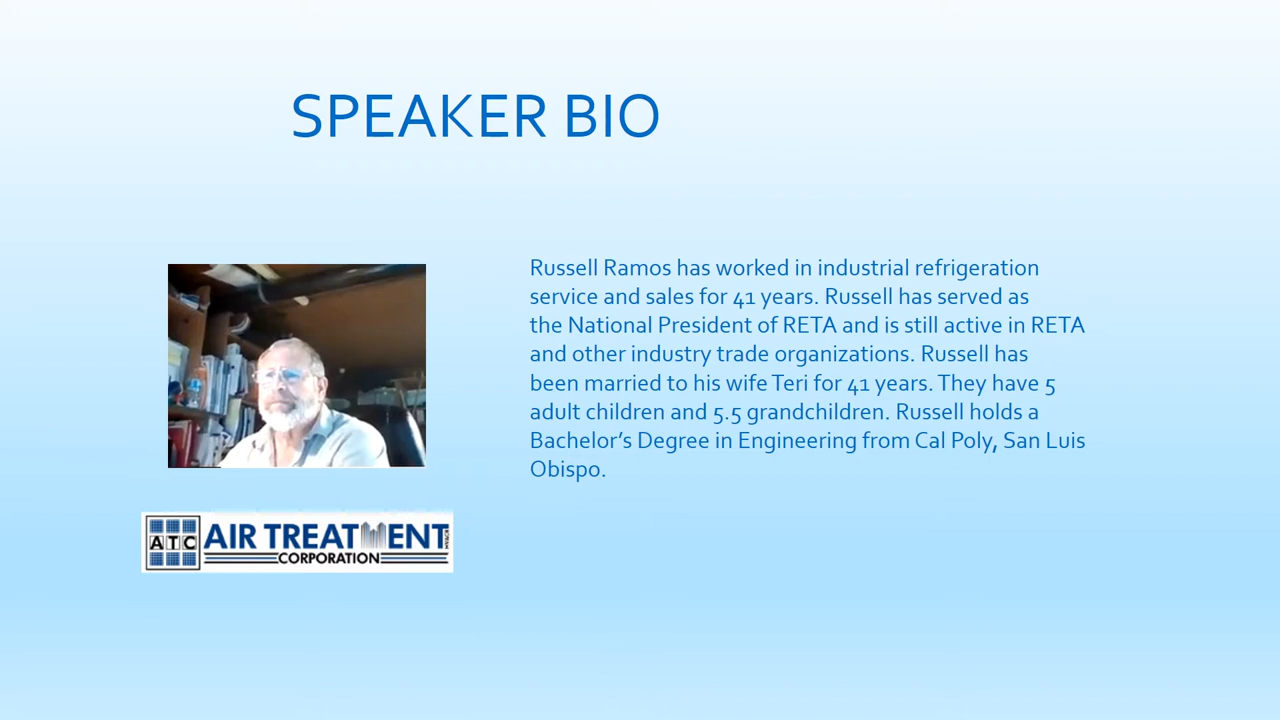 SPEAKER BIO
Russell Ramos has worked in industrial refrigeration
service and sales for 41 years. Russell has served as
the National President of RETA and is still active in RETA
and other industry trade organizations. Russell has
been married to his wife Teri for 41 years. They have 5
adult children and 5.5 grandchildren. Russell holds a
Bachelor's Degree in Engineering from Cal Poly, San Luis
Obispo.
ATC AIR TREATMENT
CORPORATION